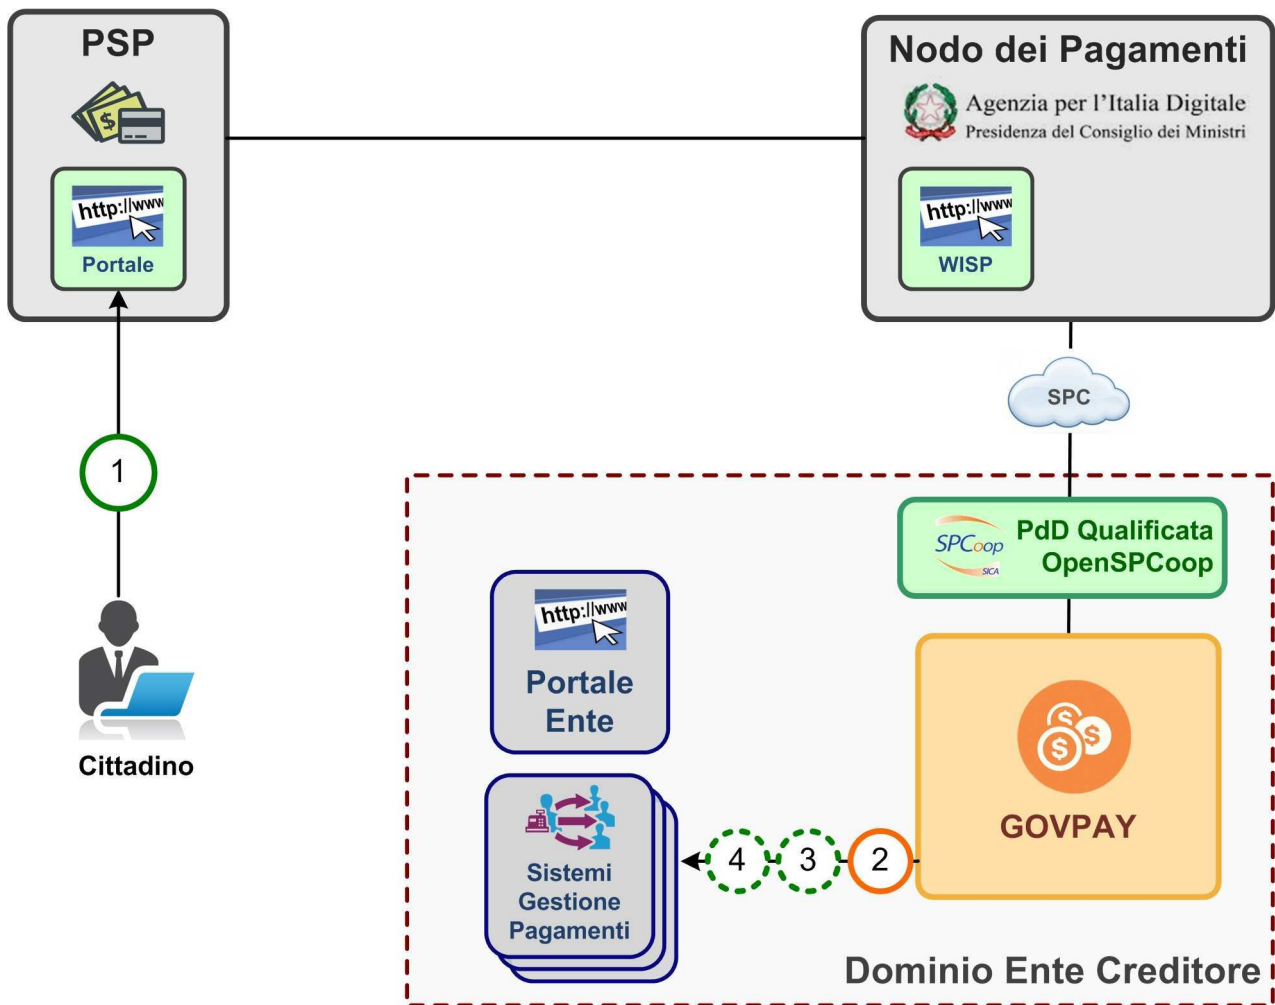 PSP
$
http://www
Portale
Nodo dei Pagamenti
Agenzia per l'Italia Digitale
Presidenza del Consiglio dei Ministri
http://www
WISP
SPC
1
Cittadino
SPCoop
SICA
PdD Qualificata
OpenSPCoop
http://www
Portale
Ente
$
$
$
GOVPAY
Sistemi
Gestione
Pagamenti
4
3
2
Dominio Ente Creditore